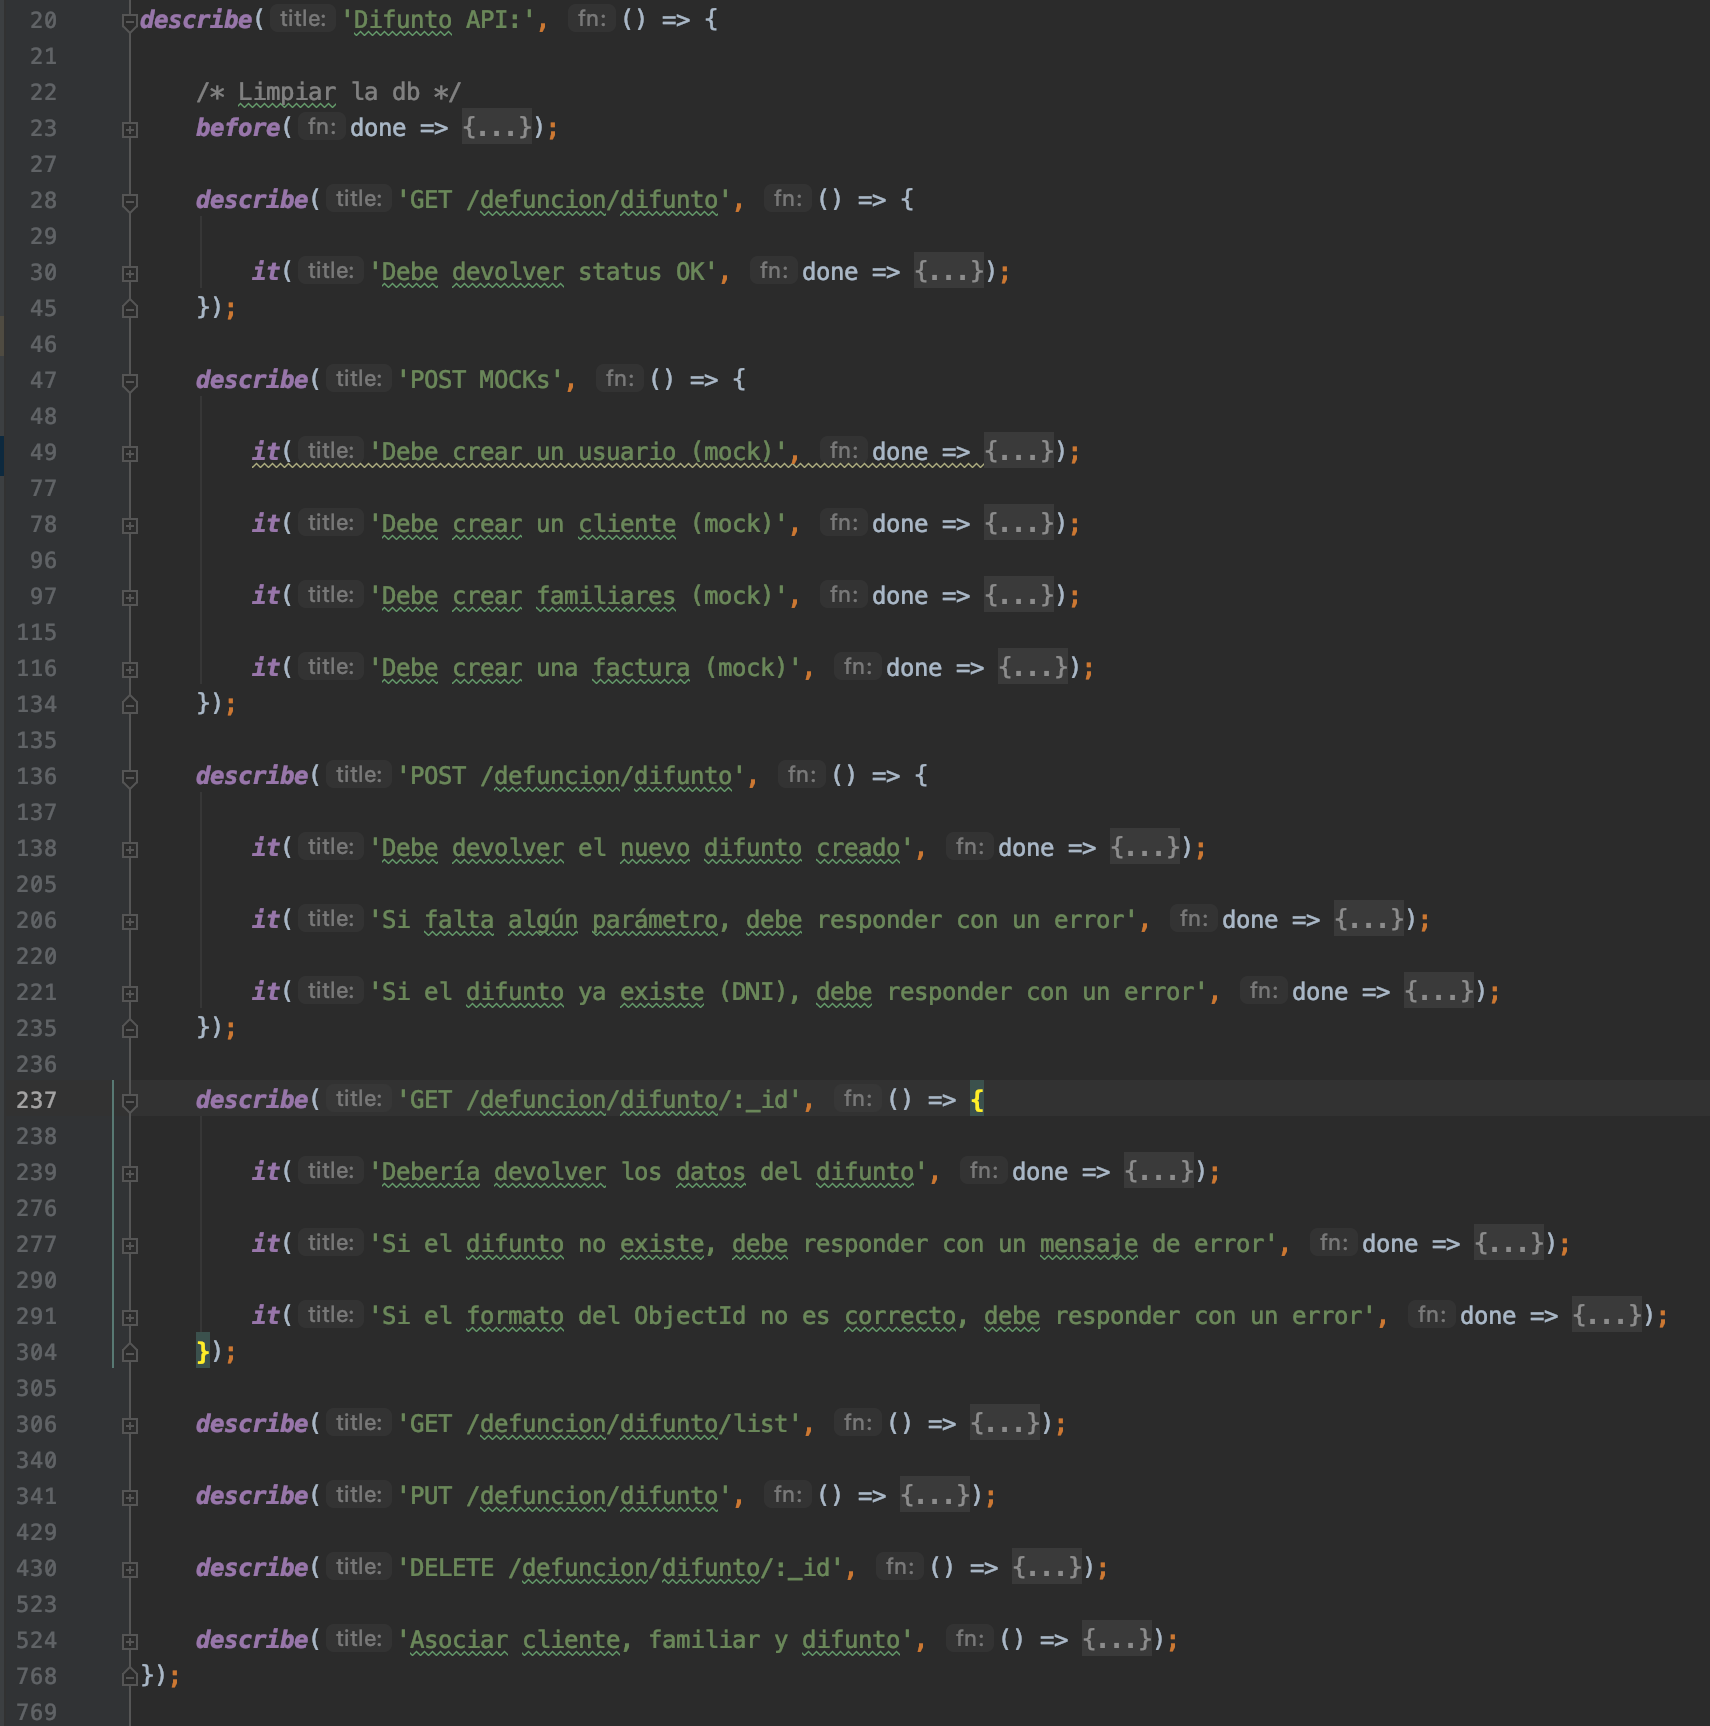 20 describe( title: 'Difunto API:', fn: () => {
21
22 /* Limpiar la db */
23 before( fn: done => {...});
27
28 describe( title: 'GET /defuncion/difunto', fn: () => {
29
30 it( title: 'Debe devolver status OK', fn: done => {...});
45 });
46
47 describe( title: 'POST MOCKs', fn: () => {
48
49 it( title: 'Debe crear un usuario (mock)', fn: done => {...});
77
78 it( title: 'Debe crear un cliente (mock)', fn: done => {...});
96
97 it( title: 'Debe crear familiares (mock)', fn: done => {...});
115
116 it( title: 'Debe crear una factura (mock)', fn: done => {...});
134 });
135
136 describe( title: 'POST /defuncion/difunto', fn: () => {
137
138 it( title: 'Debe devolver el nuevo difunto creado', fn: done => {...});
205
206 it( title: 'Si falta algún parámetro, debe responder con un error', fn: done => {...});
220
221 it( title: 'Si el difunto ya existe (DNI), debe responder con un error', fn: done => {...});
235 });
236
237 describe( title: 'GET /defuncion/difunto/:_id', fn: () => {
238
239 it( title: 'Debería devolver los datos del difunto', fn: done => {...});
276
277 it( title: 'Si el difunto no existe, debe responder con un mensaje de error', fn: done => {...});
290
291 it( title: 'Si el formato del ObjectId no es correcto, debe responder con un error', fn: done => {...});
304 });
305
306 describe( title: 'GET /defuncion/difunto/list', fn: () => {...});
340
341 describe( title: 'PUT /defuncion/difunto', fn: () => {...});
429
430 describe( title: 'DELETE /defuncion/difunto/:_id', fn: () => {...});
523
524 describe( title: 'Asociar cliente, familiar y difunto', fn: () => {...});
768 });
769